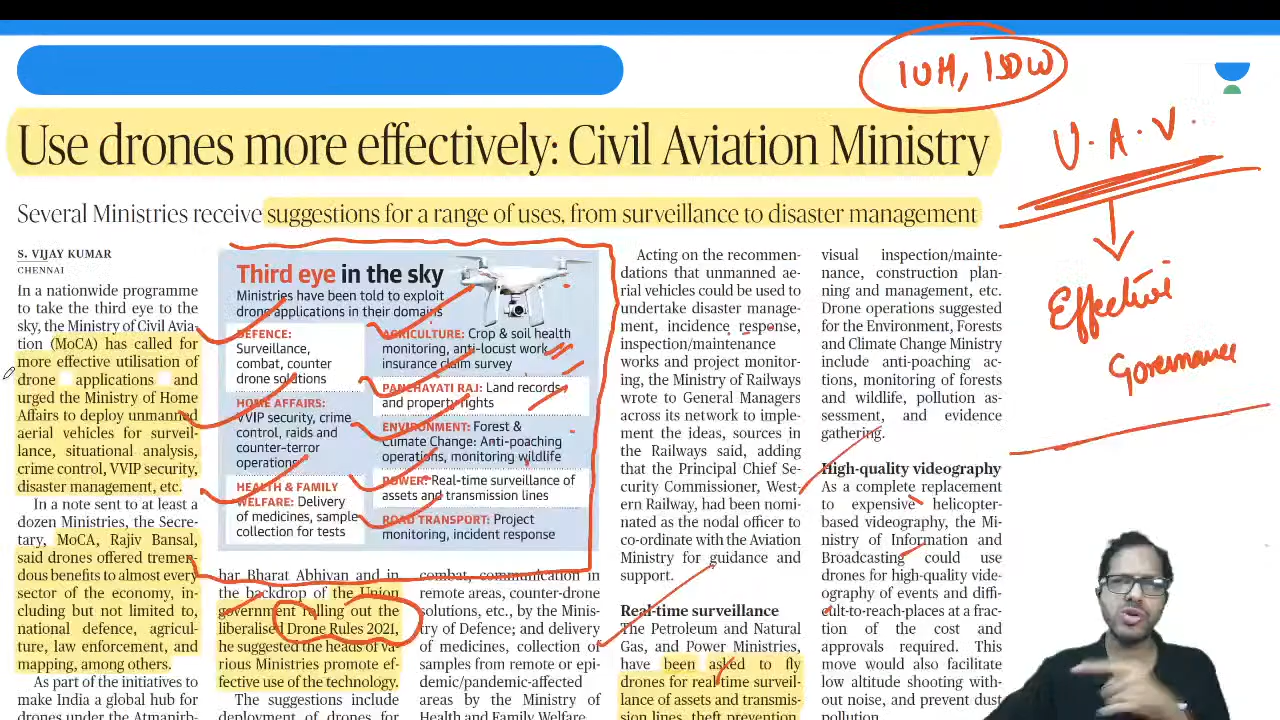 10M, 150W
U.A.V.
Effective
Governance
Use drones more effectively: Civil Aviation Ministry
Several Ministries receive suggestions for a range of uses, from surveillance to disaster management
S. VIJAY KUMAR
CHENNAI
In a nationwide programme
to take the third eye to the
sky, the Ministry of Civil Avia-
tion (MoCA) has called for
more effective utilisation of
drone applications and
urged the Ministry of Home
Affairs to deploy unmanned
aerial vehicles for surveil-
lance, situational analysis,
crime control, VVIP security,
disaster management, etc.
In a note sent to at least a
dozen Ministries, the Secre-
tary, MoCA, Rajiv Bansal,
said drones offered tremen-
dous benefits to almost every
sector of the economy, in-
cluding but not limited to,
national defence, agricul-
ture, law enforcement, and
mapping, among others.
As part of the initiatives to
make India a global hub for
drones under the Atmanirb-
Third eye in the sky
Ministries have been told to exploit
drone applications in their domains
DEFENCE:
Surveillance,
combat, counter
drone solutions
HOME AFFAIRS:
VVIP security, crime
control, raids and
counter-terror
operations
HEALTH & FAMILY
WELFARE: Delivery
of medicines, sample
collection for tests
AGRICULTURE: Crop & soil health
monitoring, anti-locust work,
insurance claim survey
PANCHAYATI RAJ: Land records,
and property rights
ENVIRONMENT: Forest &
Climate Change: Anti-poaching
operations, monitoring wildlife
POWER: Real-time surveillance of
assets and transmission lines
ROAD TRANSPORT: Project
monitoring, incident response
har Bharat Abhiyan and in
the backdrop of the Union
government rolling out the
liberalised Drone Rules 2021,
he suggested the heads of va-
rious Ministries promote ef-
fective use of the technology.
The suggestions include
deployment of drones for
combat, communication in
remote areas, counter-drone
solutions, etc., by the Minis-
try of Defence; and delivery
of medicines, collection of
samples from remote or epi-
demic/pandemic-affected
areas by the Ministry of
Health and Family Welfare.
Acting on the recommen-
dations that unmanned ae-
rial vehicles could be used to
undertake disaster manage-
ment, incidence response,
inspection/maintenance
works and project monitor-
ing, the Ministry of Railways
wrote to General Managers
across its network to imple-
ment the ideas, sources in
the Railways said, adding
that the Principal Chief Se-
curity Commissioner, West-
ern Railway, had been nomi-
nated as the nodal officer to
co-ordinate with the Aviation
Ministry for guidance and
support.
Real-time surveillance
The Petroleum and Natural
Gas, and Power Ministries,
have been asked to fly
drones for real-time surveil-
lance of assets and transmis-
sion lines, theft prevention,
visual inspection/mainte-
nance, construction plan-
ning and management, etc.
Drone operations suggested
for the Environment, Forests
and Climate Change Ministry
include anti-poaching ac-
tions, monitoring of forests
and wildlife, pollution as-
sessment, and evidence
gathering.
High-quality videography
As a complete replacement
to expensive helicopter-
based videography, the Mi-
nistry of Information and
Broadcasting could use
drones for high-quality vide-
ography of events and diffi-
cult-to-reach-places at a frac-
tion of the cost and
approvals required. This
move would also facilitate
low altitude shooting with-
out noise, and prevent dust
pollution.